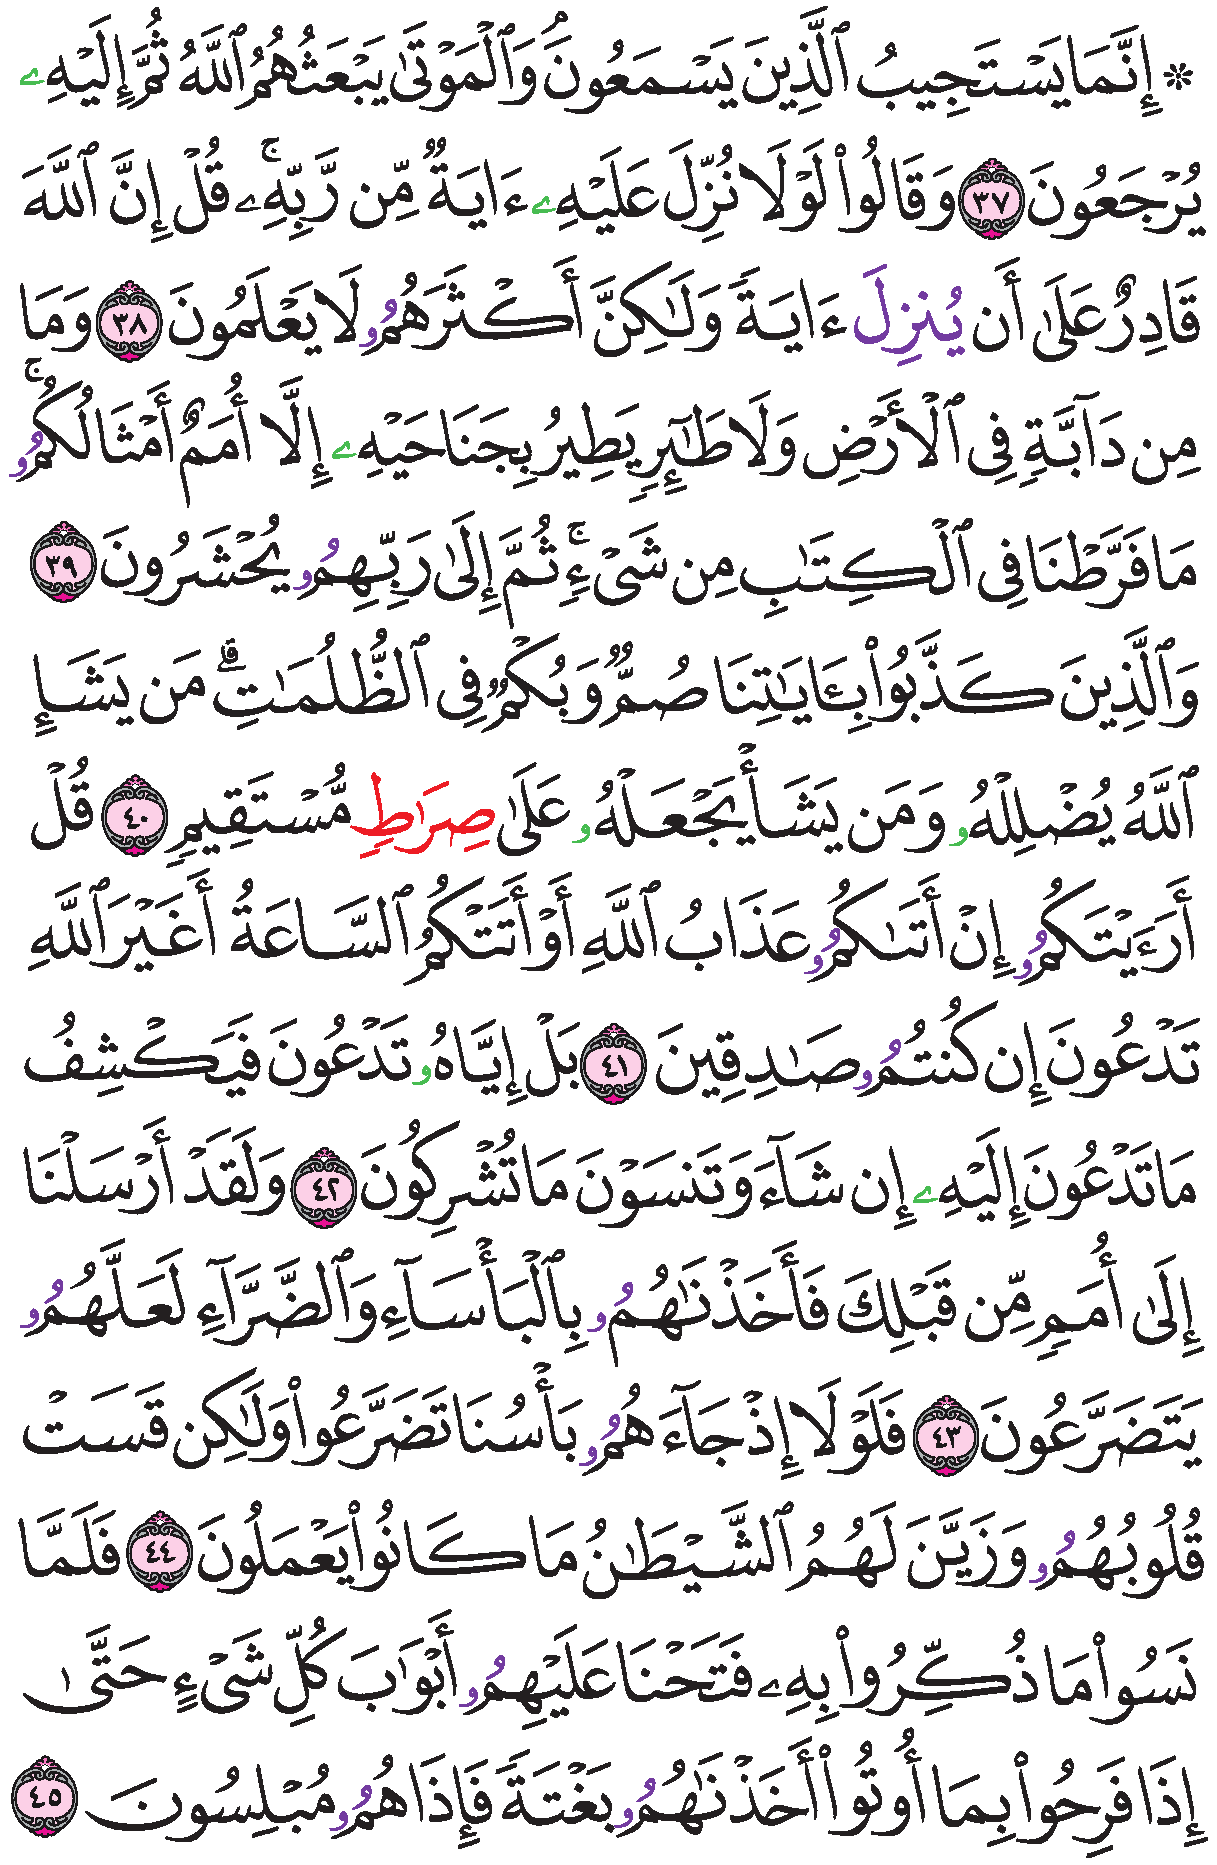 ۞ إِنَّمَا يَسْتَجِيبُ ٱلَّذِينَ يَسْمَعُونَۘ وَٱلْمَوْتَىٰ يَبْعَثُهُمُ ٱللَّهُ ثُمَّ إِلَيْهِۦ
يُرْجَعُونَ ٣٧ وَقَالُوا۟ لَوْلَا نُزِّلَ عَلَيْهِۦ ءَايَةٌ مِّن رَّبِّهِۦۚ قُلْ إِنَّ ٱللَّهَ
قَادِرٌ عَلَىٰ أَن يُنزِلَ ءَايَةً وَلَـٰكِنَّ أَكْثَرَهُمُۥ لَا يَعْلَمُونَ ٣٨ وَمَا
مِن دَآبَّةٍ فِى ٱلْأَرْضِ وَلَا طَـٰٓئِرٍ يَطِيرُ بِجَنَاحَيْهِۦ إِلَّآ أُمَمٌ أَمْثَالُكُمُۥۚ
مَا فَرَّطْنَا فِى ٱلْكِتَـٰبِ مِن شَىْءٍۚ ثُمَّ إِلَىٰ رَبِّهِمُۥ يُحْشَرُونَ ٣٩
وَٱلَّذِينَ كَذَّبُوا۟ بِـَٔايَـٰتِنَا صُمٌّ وَبُكْمٌ فِى ٱلظُّلُمَـٰتِۗ مَن يَشَإِ
ٱللَّهُ يُضْلِلْهُۥ وَمَن يَشَأْ يَجْعَلْهُۥ عَلَىٰ صِرَٰطٍ مُّسْتَقِيمٍ ٤٠ قُلْ
أَرَءَيْتَكُمُۥ إِنْ أَتَىٰكُمُۥ عَذَابُ ٱللَّهِ أَوْ أَتَتْكُمُ ٱلسَّاعَةُ أَغَيْرَ ٱللَّهِ
تَدْعُونَ إِن كُنتُمُۥ صَـٰدِقِينَ ٤١ بَلْ إِيَّاهُۥ تَدْعُونَ فَيَكْشِفُ
مَا تَدْعُونَ إِلَيْهِۦ إِن شَآءَ وَتَنسَوْنَ مَا تُشْرِكُونَ ٤٢ وَلَقَدْ أَرْسَلْنَا
إِلَىٰ أُمَمٍ مِّن قَبْلِكَ فَأَخَذْنَـٰهُمُۥ بِٱلْبَأْسَآءِ وَٱلضَّرَّآءِ لَعَلَّهُمُۥ
يَتَضَرَّعُونَ ٤٣ فَلَوْلَا إِذْ جَآءَهُمُۥ بَأْسُنَا تَضَرَّعُوا۟ وَلَـٰكِن قَسَتْ
قُلُوبُهُمُۥ وَزَيَّنَ لَهُمُ ٱلشَّيْطَـٰنُ مَا كَانُوا۟ يَعْمَلُونَ ٤٤ فَلَمَّا
نَسُوا۟ مَا ذُكِّرُوا۟ بِهِۦ فَتَحْنَا عَلَيْهِمُۥ أَبْوَٰبَ كُلِّ شَىْءٍ حَتَّىٰ
إِذَا فَرِحُوا۟ بِمَا أُوتُوا۟ أَخَذْنَـٰهُمُۥ بَغْتَةً فَإِذَا هُمُۥ مُبْلِسُونَ ٤٥